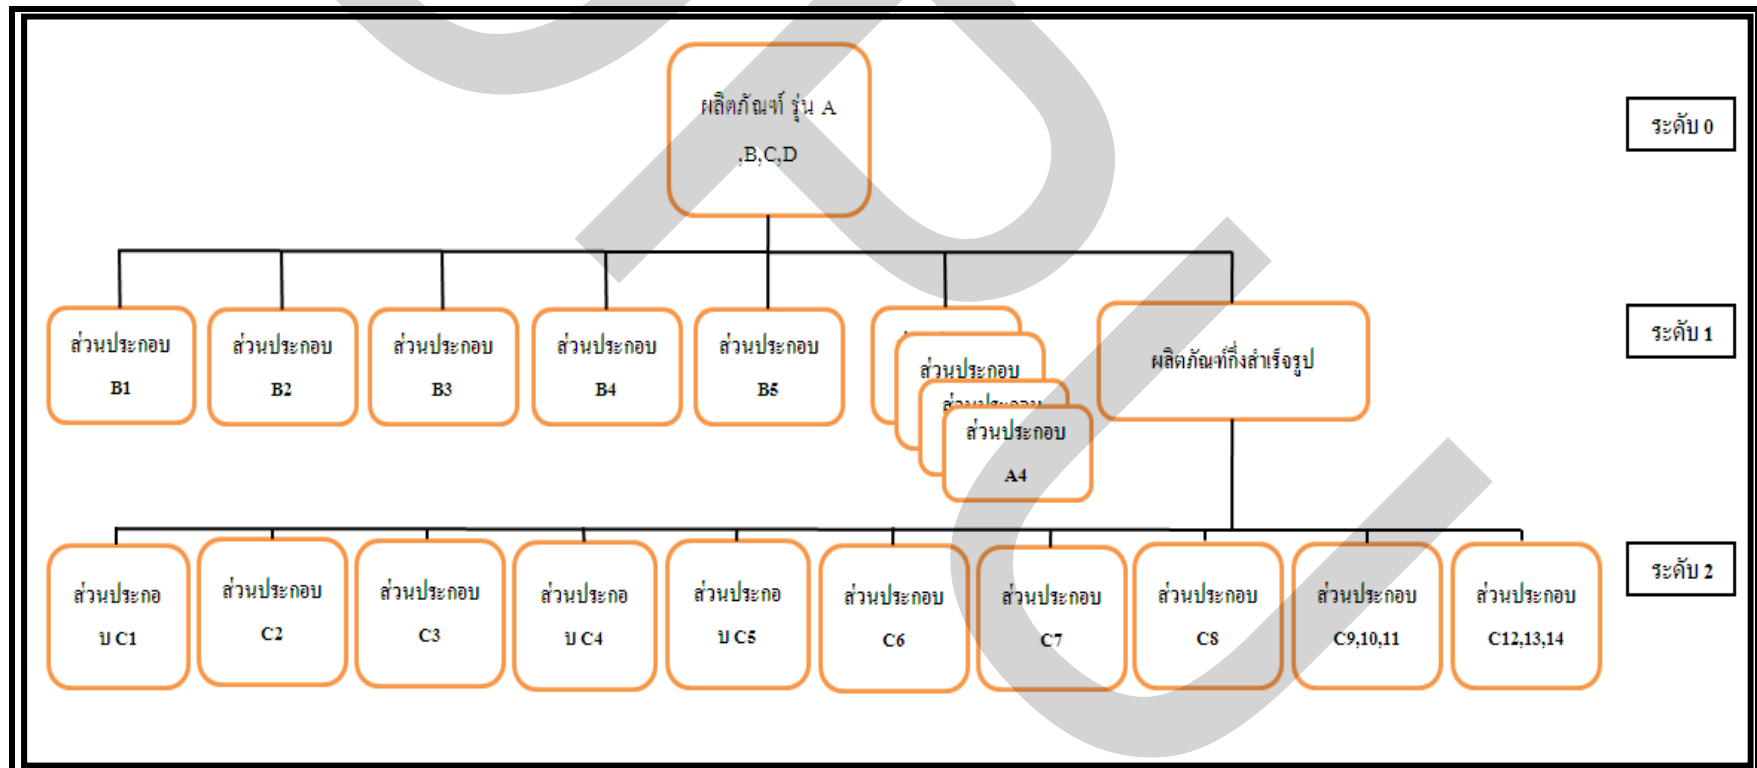 ผลิตภัณฑ์ รุ่น A
,B,C,D
ระดับ 0
ส่วนประกอบ
B1
ส่วนประกอบ
B2
ส่วนประกอบ
B3
ส่วนประกอบ
B4
ส่วนประกอบ
B5
ส่วนประกอบ
ส่วนประกอบ
ส่วนประกอบ
A4
ผลิตภัณฑ์กึ่งสำเร็จรูป
ระดับ 1
ส่วนประกอ
บ C1
ส่วนประกอบ
C2
ส่วนประกอบ
C3
ส่วนประกอ
บ C4
ส่วนประกอ
บ C5
ส่วนประกอบ
C6
ส่วนประกอบ
C7
ส่วนประกอบ
C8
ส่วนประกอบ
C9,10,11
ส่วนประกอบ
C12,13,14
ระดับ 2